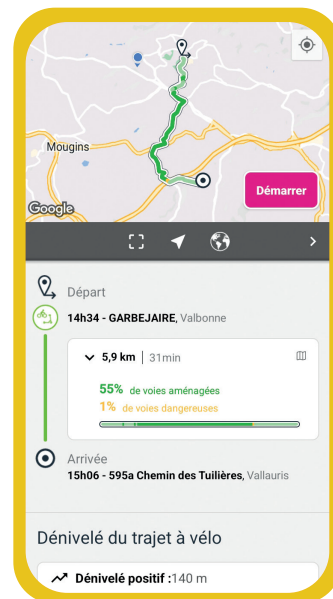 Mougins
Google
Démarrer
Départ
14h34 - GARBEJAIRE, Valbonne
5,9 km | 31min
55% de voies aménagées
1% de voies dangereuses
Arrivée
15h06 - 595a Chemin des Tuilières, Vallauris
Dénivelé du trajet à vélo
Dénivelé positif :140 m